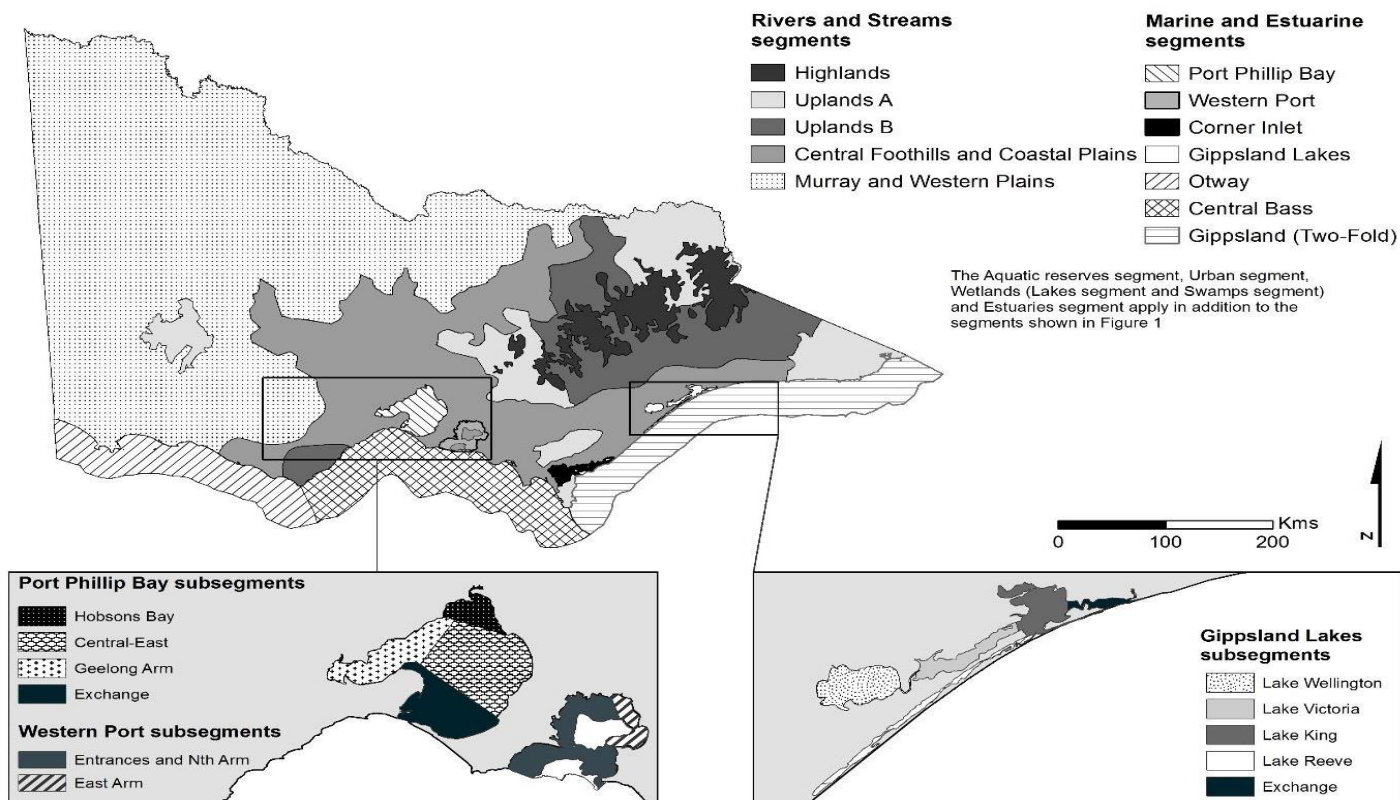 Rivers and Streams
segments
Highlands
Uplands A
Uplands B
Central Foothills and Coastal Plains
Murray and Western Plains
Marine and Estuarine
segments
Port Phillip Bay
Western Port
Corner Inlet
Gippsland Lakes
Otway
Central Bass
Gippsland (Two-Fold)
The Aquatic reserves segment, Urban segment,
Wetlands (Lakes segment and Swamps segment)
and Estuaries segment apply in addition to the
segments shown in Figure 1
Kms
0 100 200
N
Port Phillip Bay subsegments
Hobsons Bay
Central-East
Geelong Arm
Exchange
Western Port subsegments
Entrances and Nth Arm
East Arm
Gippsland Lakes
subsegments
Lake Wellington
Lake Victoria
Lake King
Lake Reeve
Exchange